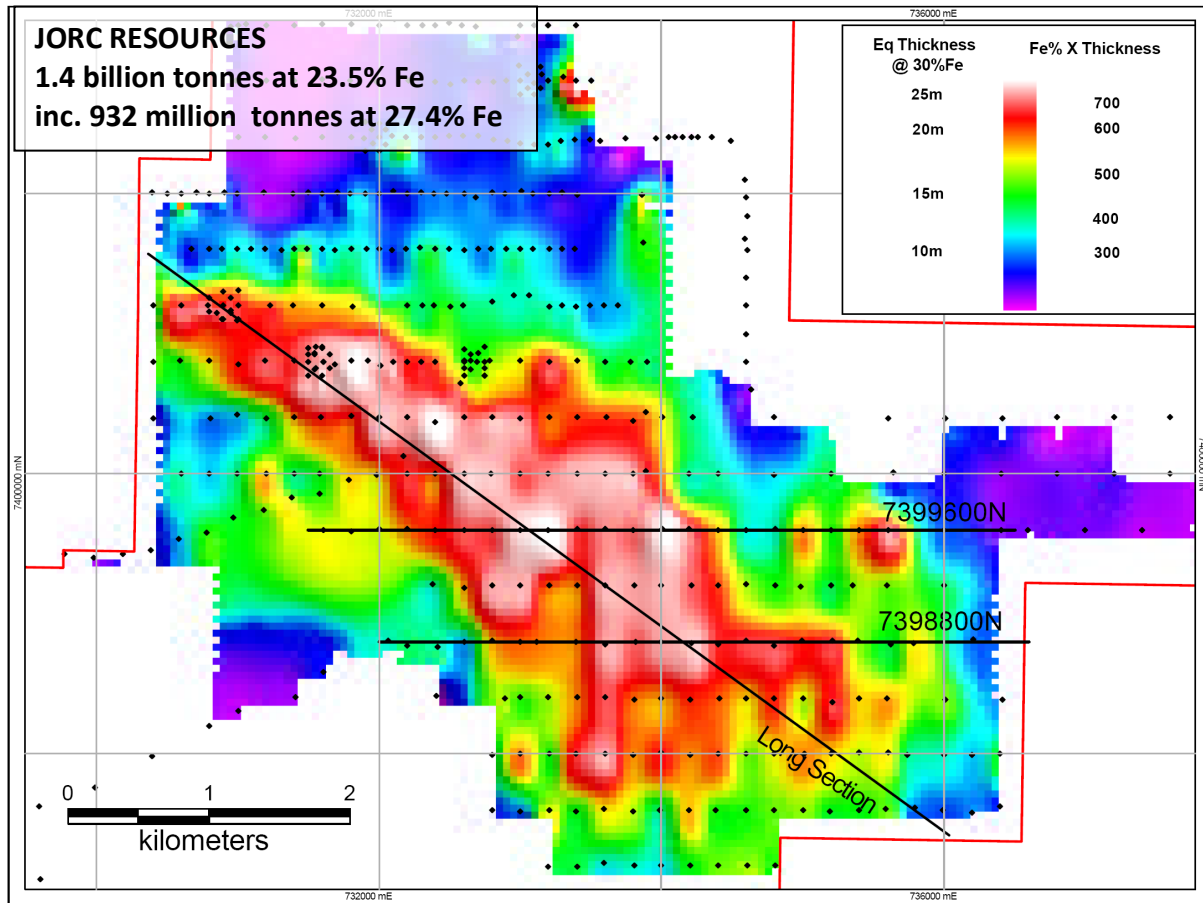 732000 mE
736000 mE
JORC RESOURCES
1.4 billion tonnes at 23.5% Fe
inc. 932 million  tonnes at 27.4% Fe
Eq Thickness
@ 30%Fe
Fe% X Thickness
25m
700
20m
600
500
15m
400
10m
300
7400000 mN
7400000 mN
7399600N
7398800N
Long Section
0
1
2
kilometers
732000 mE
736000 mE